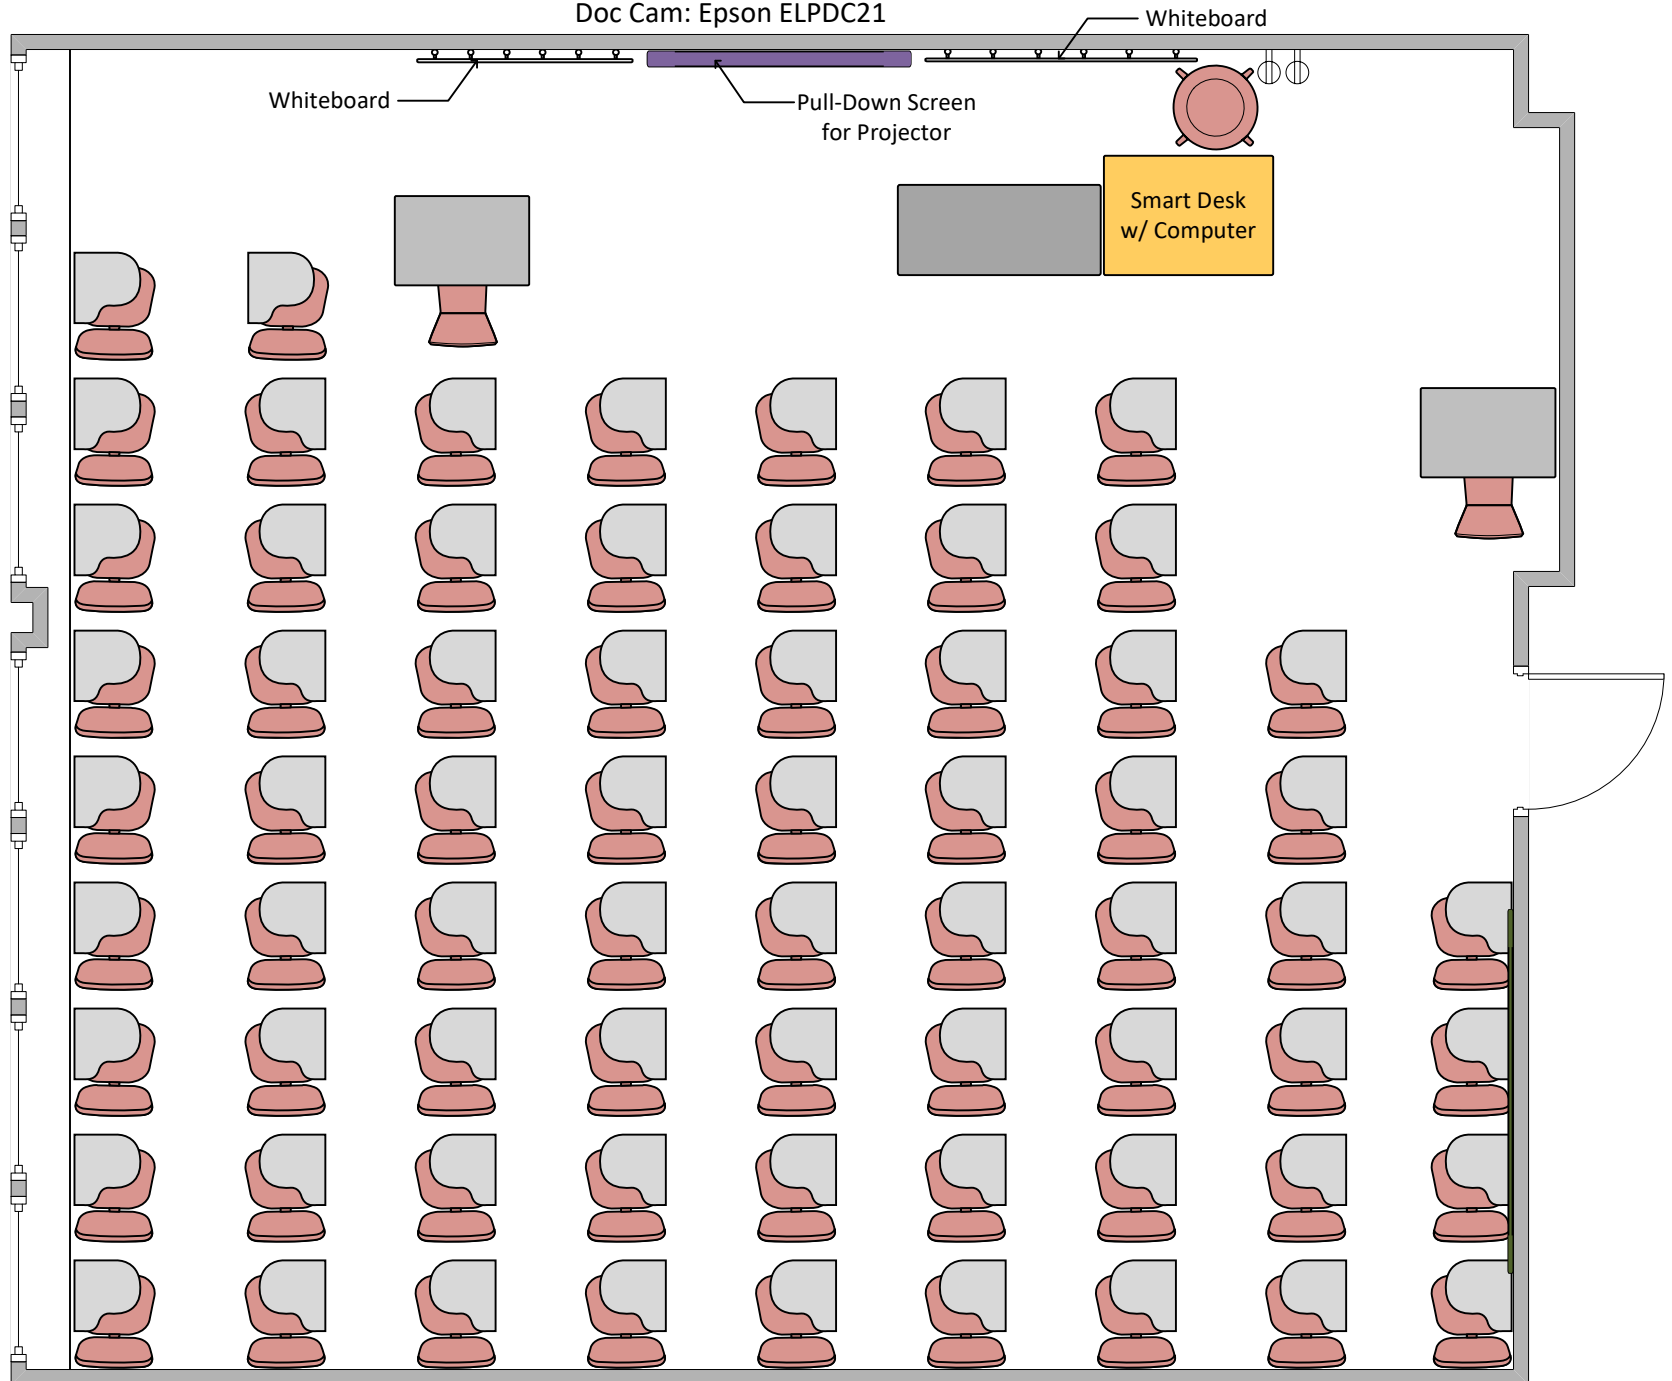 Doc Cam: Epson ELPDC21
Whiteboard
Whiteboard
Pull-Down Screen
for Projector
Smart Desk
w/ Computer